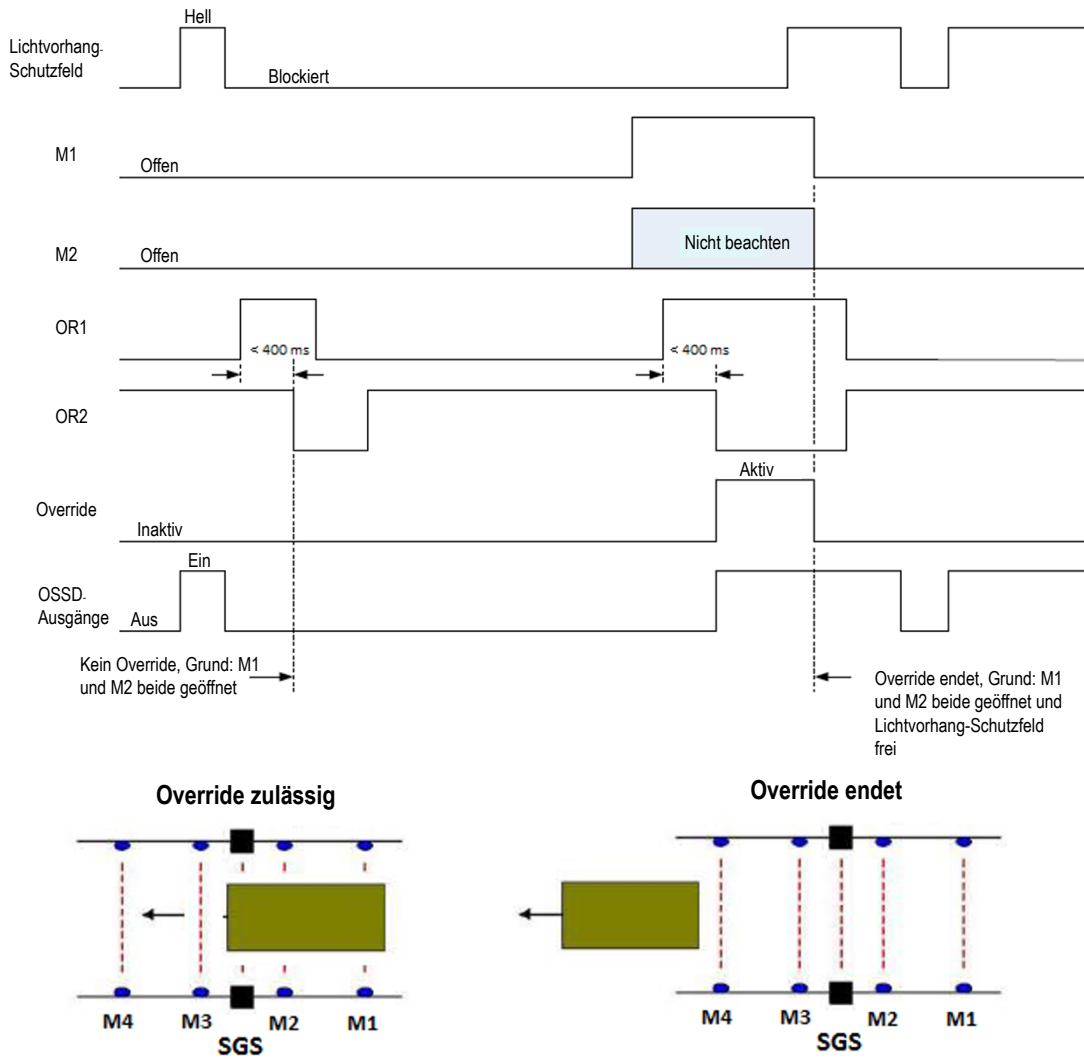 Hell
Lichtvorhang-
Schutzfeld
Blockiert
M1
Offen
M2
Offen
Nicht beachten
OR1
< 400 ms
< 400 ms
OR2
Aktiv
Override
Inaktiv
Ein
OSSD-
Ausgänge
Aus
Kein Override, Grund: M1
und M2 beide geöffnet
Override endet, Grund: M1
und M2 beide geöffnet und
Lichtvorhang-Schutzfeld
frei
Override zulässig
Override endet
M4 M3 M2 M1
SGS
M4 M3 M2 M1
SGS